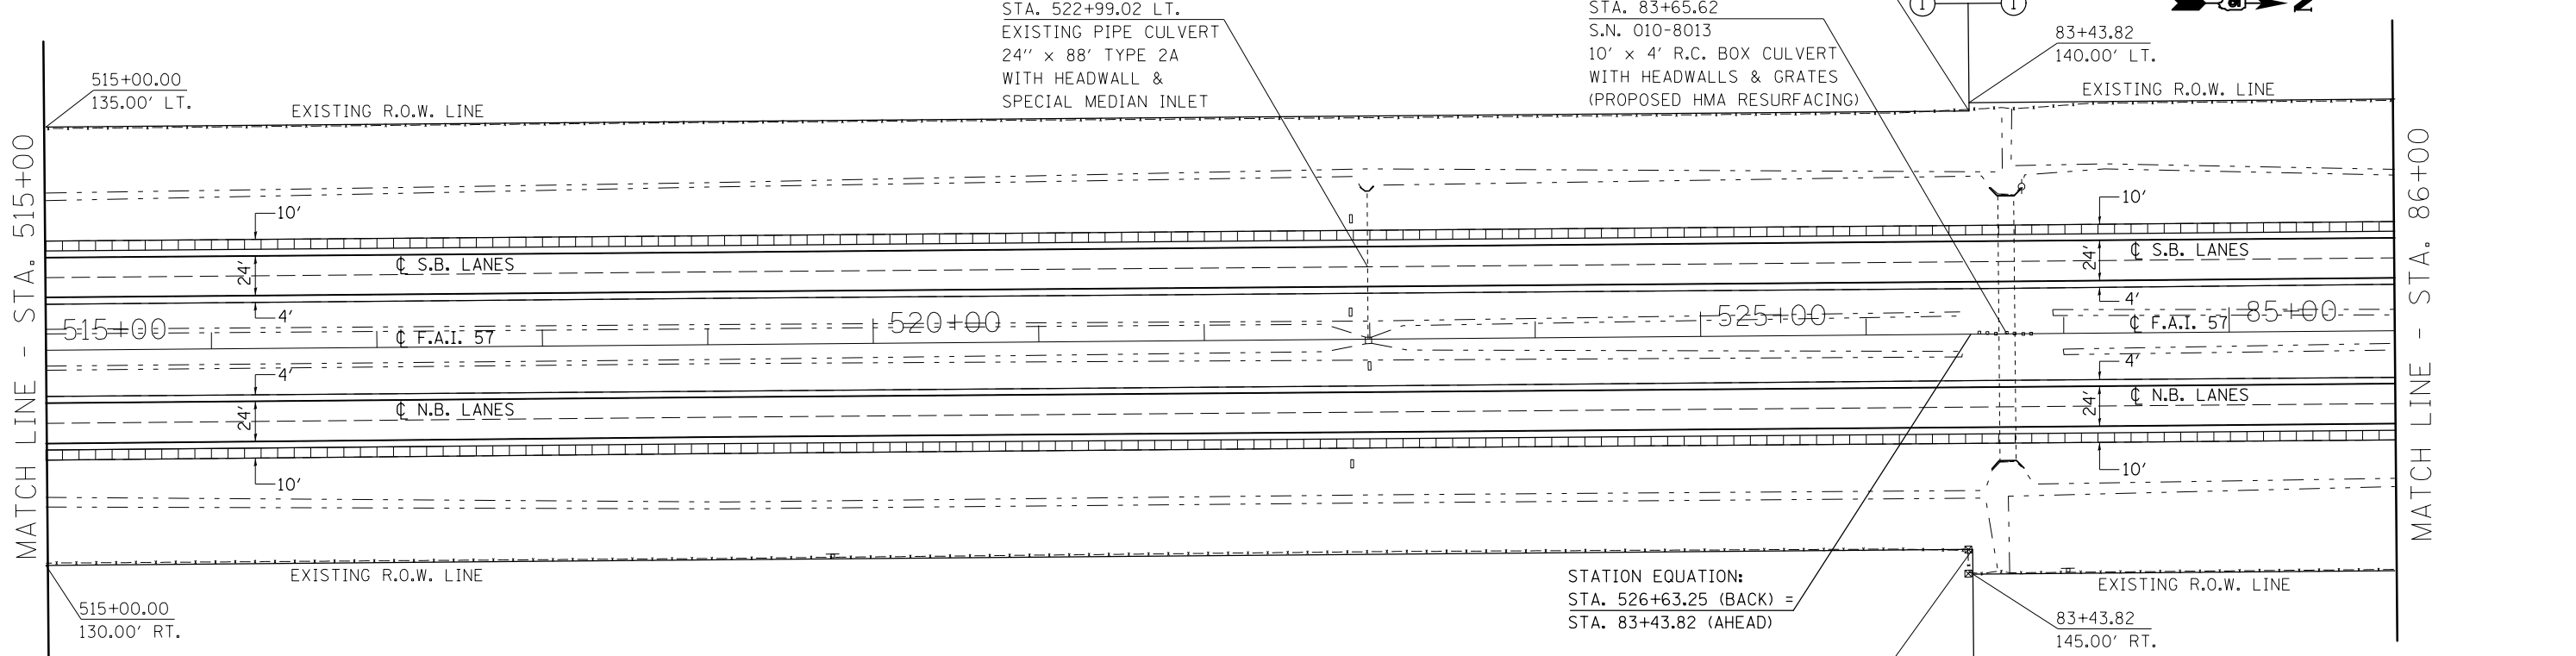 STA. 522+99.02 LT.
EXISTING PIPE CULVERT
24" x 88' TYPE 2A
WITH HEADWALL &
SPECIAL MEDIAN INLET
STA. 83+65.62
S.N. 010-8013
10' x 4' R.C. BOX CULVERT
WITH HEADWALLS & GRATES
(PROPOSED HMA RESURFACING)
1
1
N
83+43.82
140.00' LT.
515+00.00
135.00' LT.
EXISTING R.O.W. LINE
EXISTING R.O.W. LINE
MATCH LINE - STA. 515+00
MATCH LINE - STA. 86+00
10'
10'
24'
℄ S.B. LANES
24'
℄ S.B. LANES
4'
4'
515+00
520+00
525+00
85+00
℄ F.A.I. 57
℄ F.A.I. 57
4'
4'
24'
℄ N.B. LANES
24'
℄ N.B. LANES
10'
10'
EXISTING R.O.W. LINE
EXISTING R.O.W. LINE
515+00.00
130.00' RT.
STATION EQUATION:
STA. 526+63.25 (BACK) =
STA. 83+43.82 (AHEAD)
83+43.82
145.00' RT.